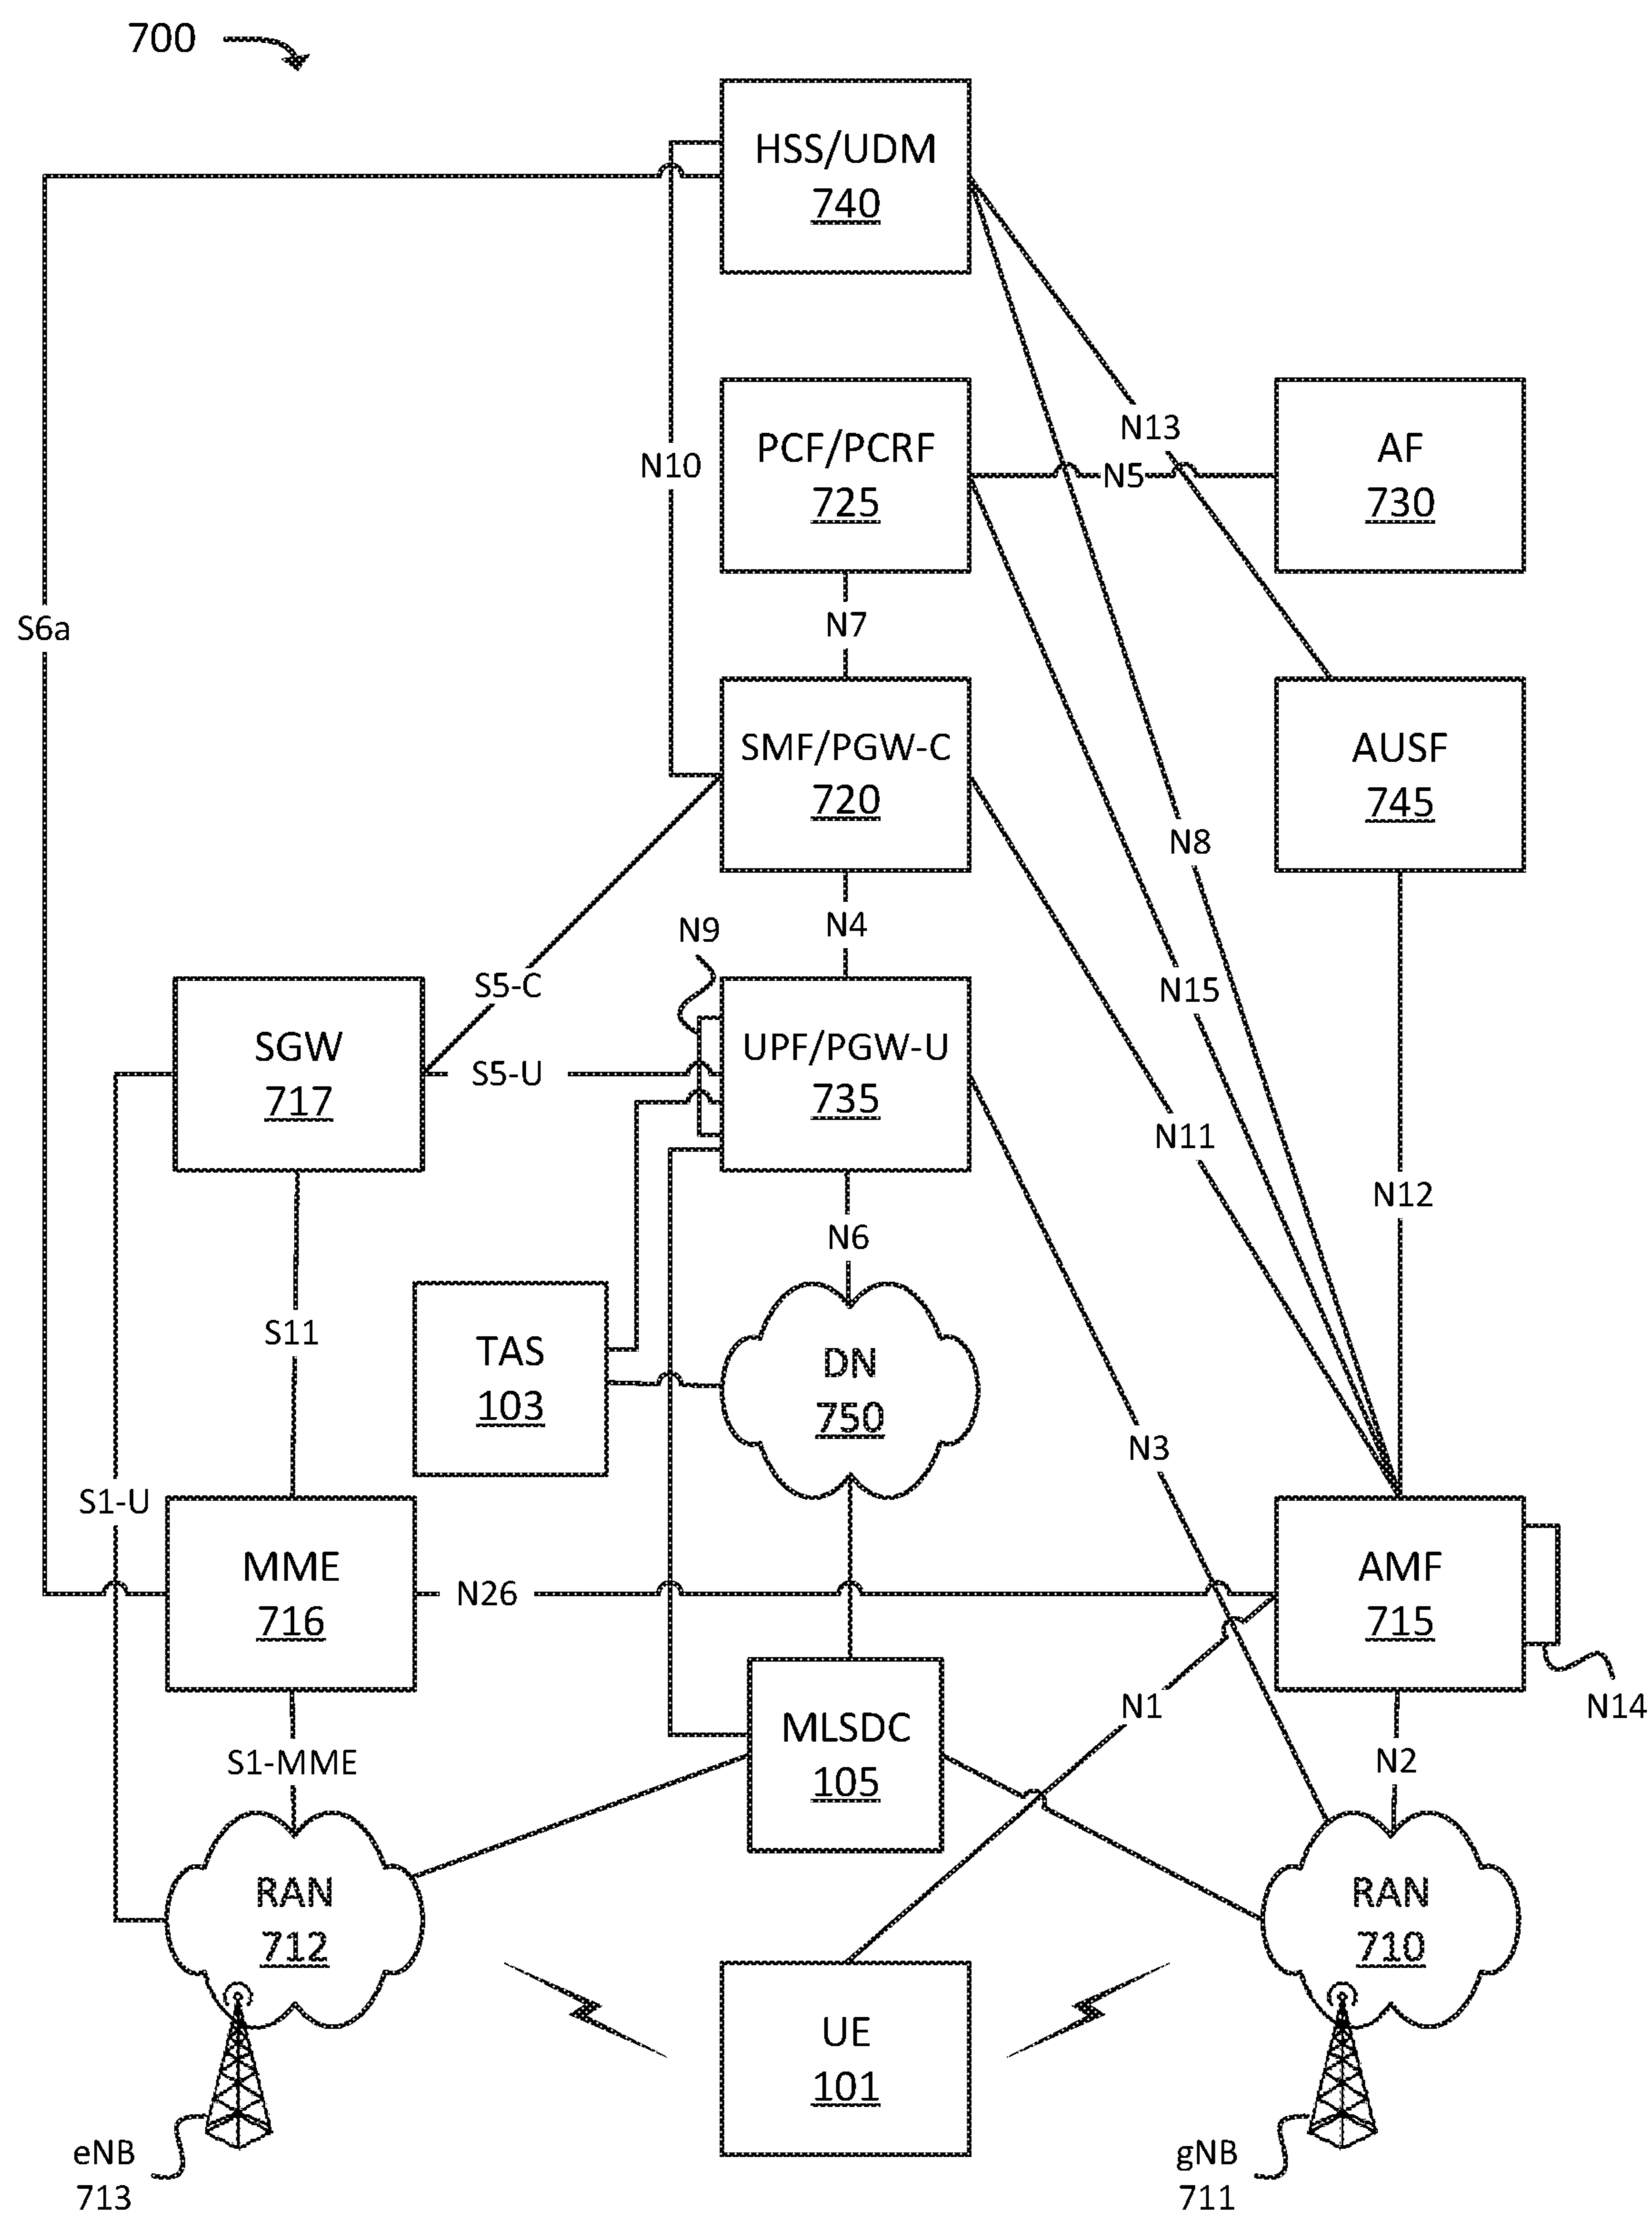 700
HSS/UDM
740
PCF/PCRF
725
AF
730
N13
N5
N10
N7
S6a
SMF/PGW-C
720
AUSF
745
N8
N9
N4
S5-C
N15
SGW
717
S5-U
UPF/PGW-U
735
N11
N12
N6
S11
TAS
103
DN
750
N3
S1-U
MME
716
N26
AMF
715
N14
N1
MLSDC
105
S1-MME
N2
RAN
712
RAN
710
UE
101
eNB
713
gNB
711